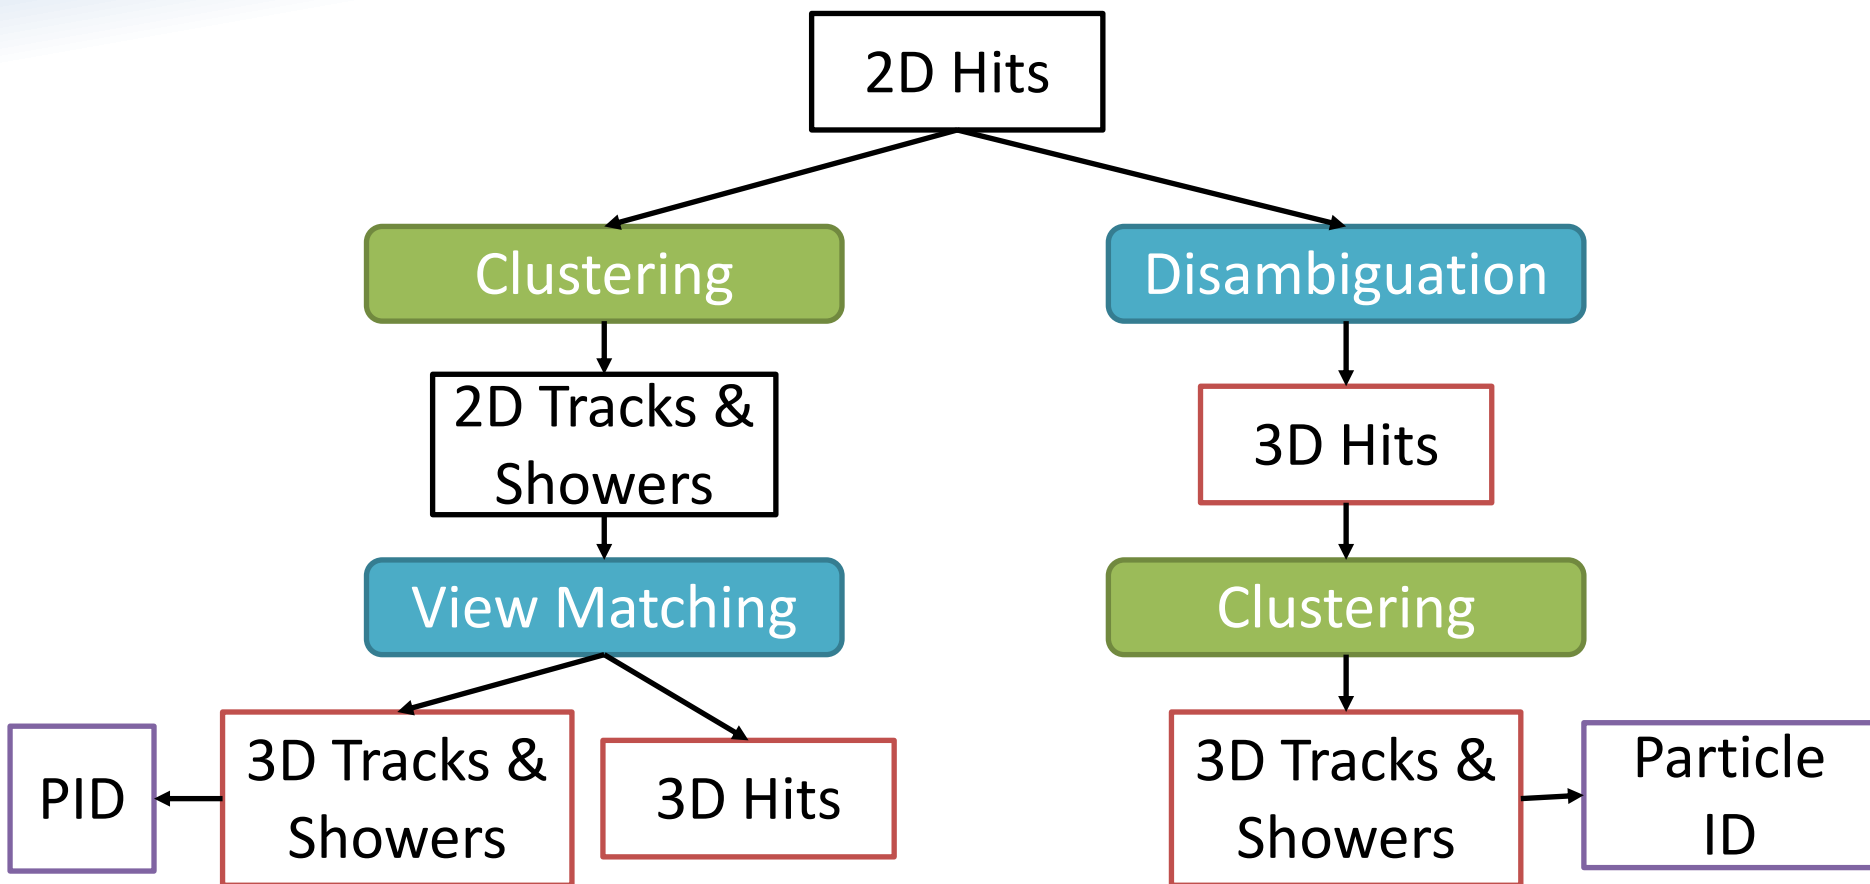 2D Hits
Clustering
Disambiguation
2D Tracks &
Showers
3D Hits
View Matching
Clustering
PID
3D Tracks &
Showers
3D Hits
3D Tracks &
Showers
Particle
ID